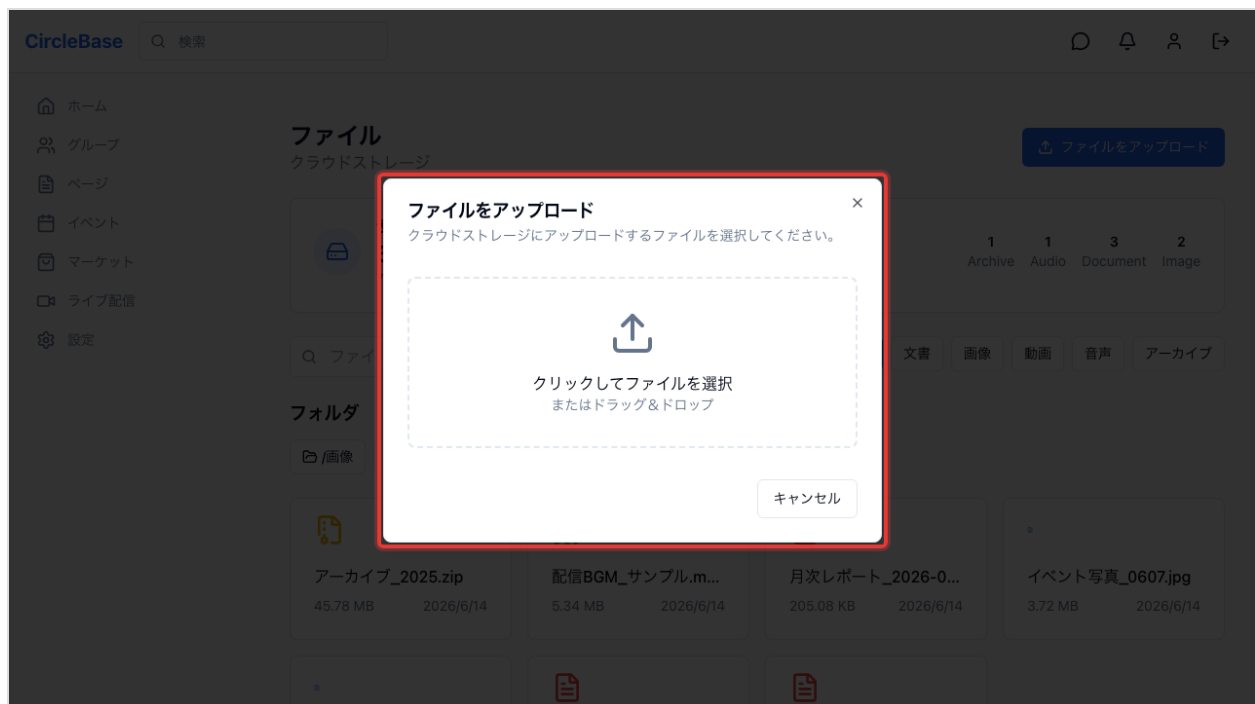 CircleBase
検索
ホーム
グループ
ページ
イベント
マーケット
ライブ配信
設定
ファイル
クラウドストレージ
ファイルをアップロード
1 1 3 2
Archive Audio Document Image
ファイルをアップロード
クラウドストレージにアップロードするファイルを選択してください。
クリックしてファイルを選択
またはドラッグ&ドロップ
キャンセル
ファイ
文書 画像 動画 音声 アーカイブ
フォルダ
/画像
アーカイブ_2025.zip
45.78 MB 2026/6/14
配信BGM_サンプル.m...
5.34 MB 2026/6/14
月次レポート_2026-0...
205.08 KB 2026/6/14
イベント写真_0607.jpg
3.72 MB 2026/6/14